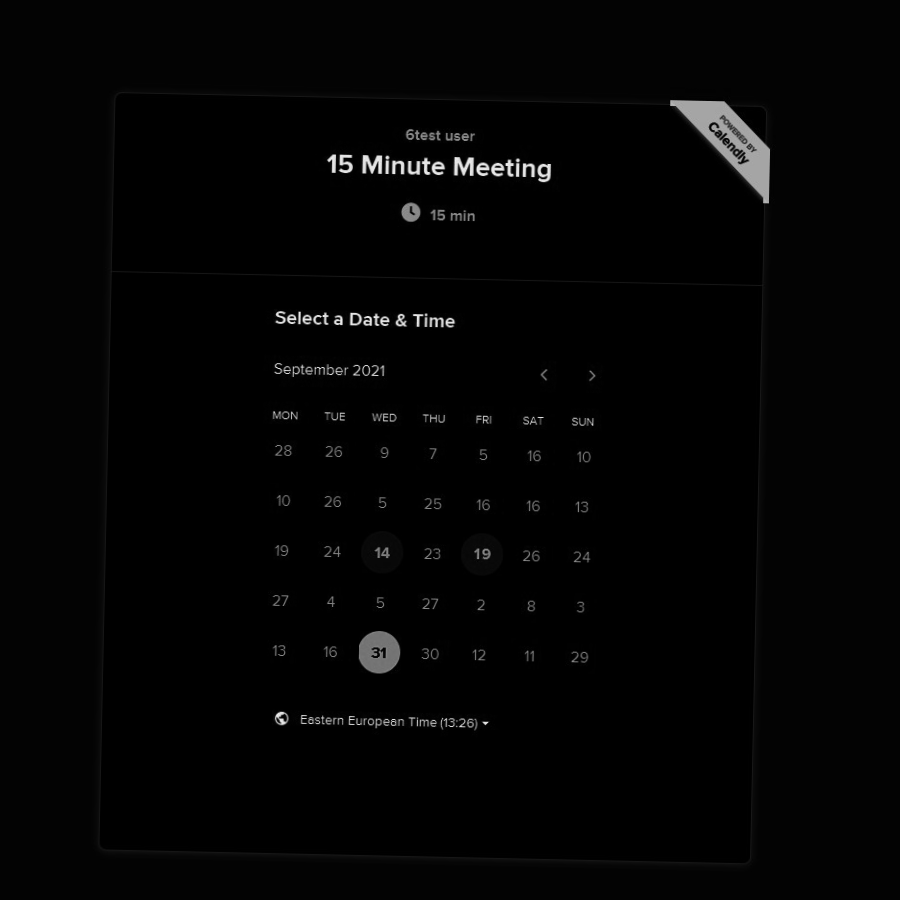 POWERED BY
Calendly
6test user
15 Minute Meeting
15 min
Select a Date & Time
September 2021
MON TUE WED THU FRI SAT SUN
28 26 9 7 5 16 10
10 26 5 25 16 16 13
19 24 14 23 19 26 24
27 4 5 27 2 8 3
13 16 31 30 12 11 29
Eastern European Time (13:26)